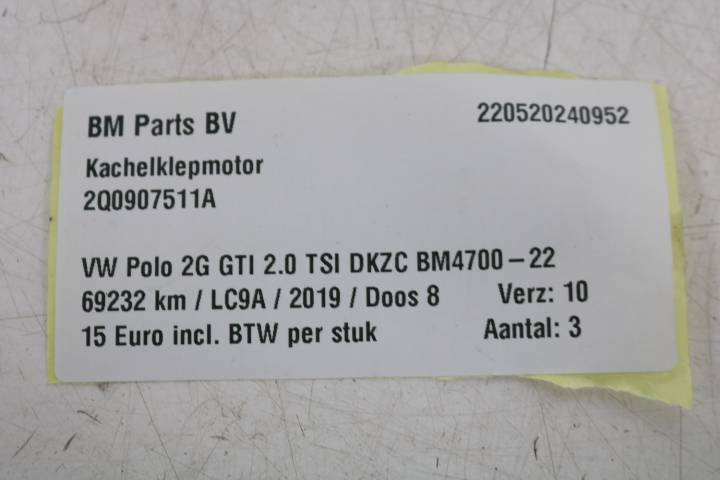 BM Parts BV 220520240952
Kachelklepmotor
2Q0907511A
VW Polo 2G GTI 2.0 TSI DKZC BM4700-22
69232 km / LC9A / 2019 / Doos 8 Verz: 10
15 Euro incl. BTW per stuk Aantal: 3